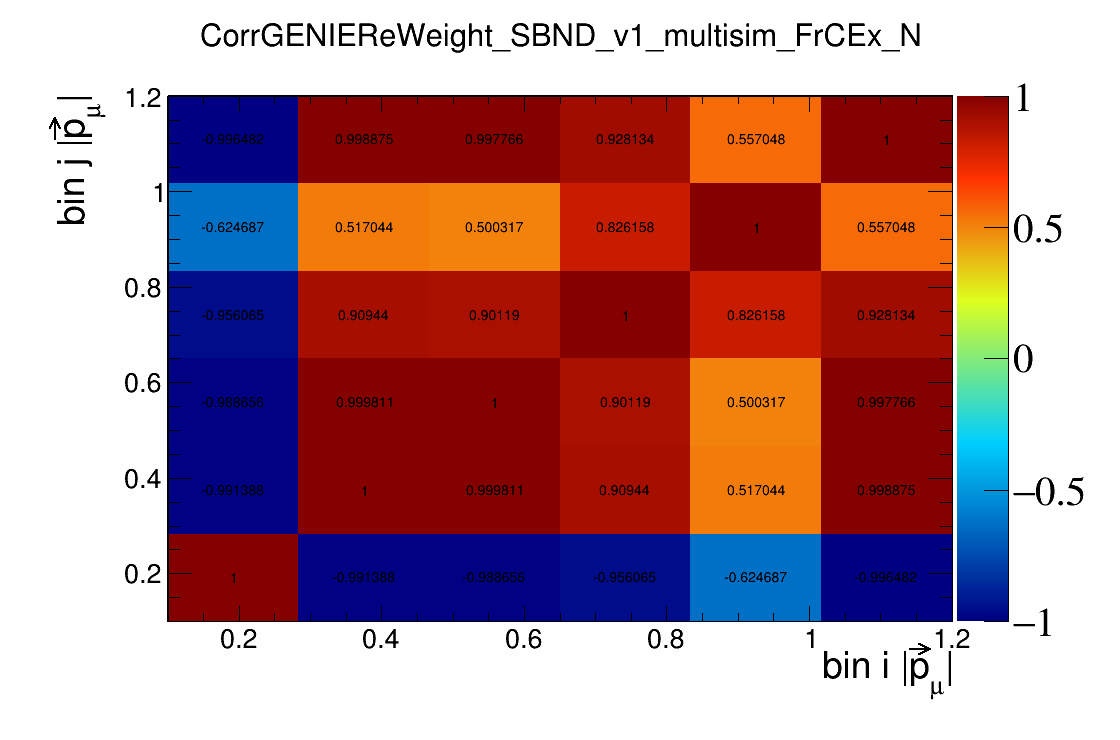 CorrGENIEReWeight_SBND_v1_multisim_FrCEx_N
bin j |p⃗μ|
1.2
1
0.8
0.6
0.4
0.2
-0.996482 0.998875 0.997766 0.928134 0.557048 1
-0.624687 0.517044 0.500317 0.826158 1 0.557048
-0.956065 0.90944 0.90119 1 0.826158 0.928134
-0.988656 0.999811 1 0.90119 0.500317 0.997766
-0.991388 1 0.999811 0.90944 0.517044 0.998875
1 -0.991388 -0.988656 -0.956065 -0.624687 -0.996482
0.2 0.4 0.6 0.8 1 1.2
bin i |p⃗μ|
1
0.5
0
−0.5
−1